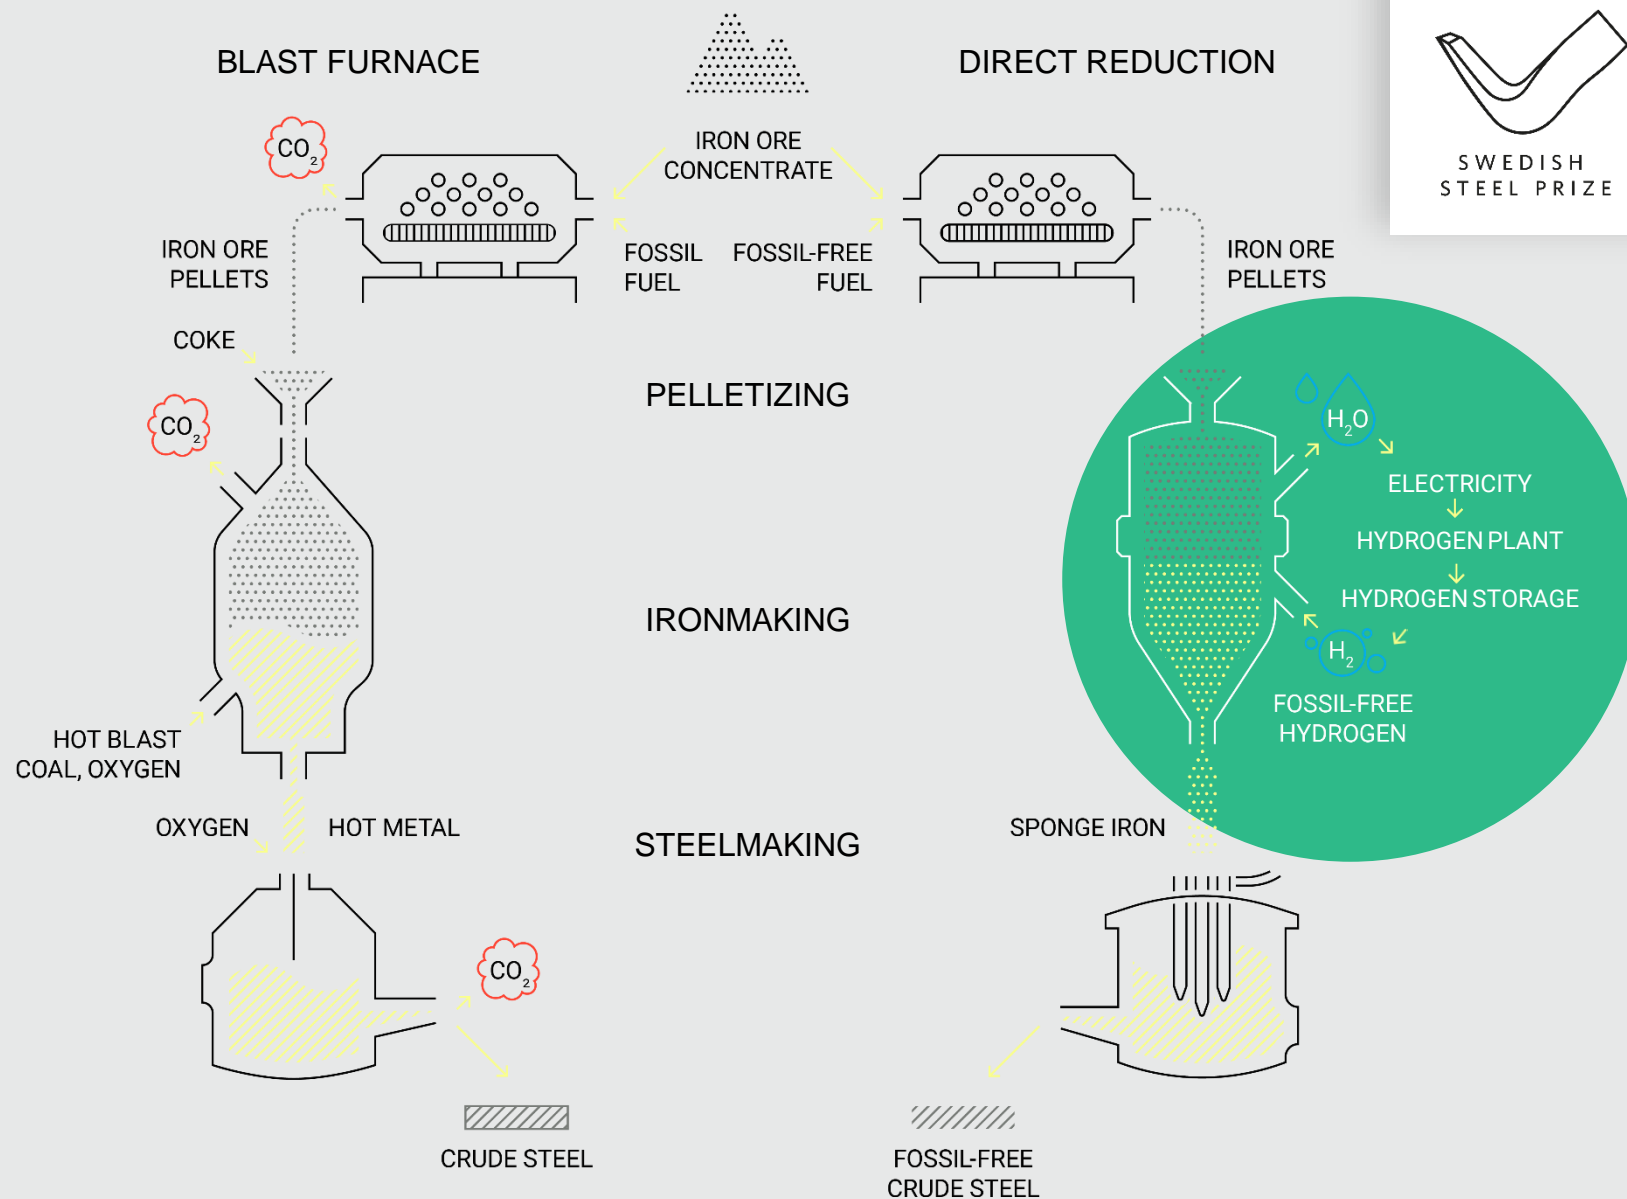 BLAST FURNACE
DIRECT REDUCTION
SWEDISH
STEEL PRIZE
CO₂
IRON ORE
CONCENTRATE
IRON ORE
PELLETS
FOSSIL
FUEL
FOSSIL-FREE
FUEL
IRON ORE
PELLETS
COKE
CO₂
PELLETIZING
H₂O
ELECTRICITY
HYDROGEN PLANT
HYDROGEN STORAGE
IRONMAKING
H₂
FOSSIL-FREE
HYDROGEN
HOT BLAST
COAL, OXYGEN
OXYGEN
HOT METAL
STEELMAKING
SPONGE IRON
CO₂
CRUDE STEEL
FOSSIL-FREE
CRUDE STEEL